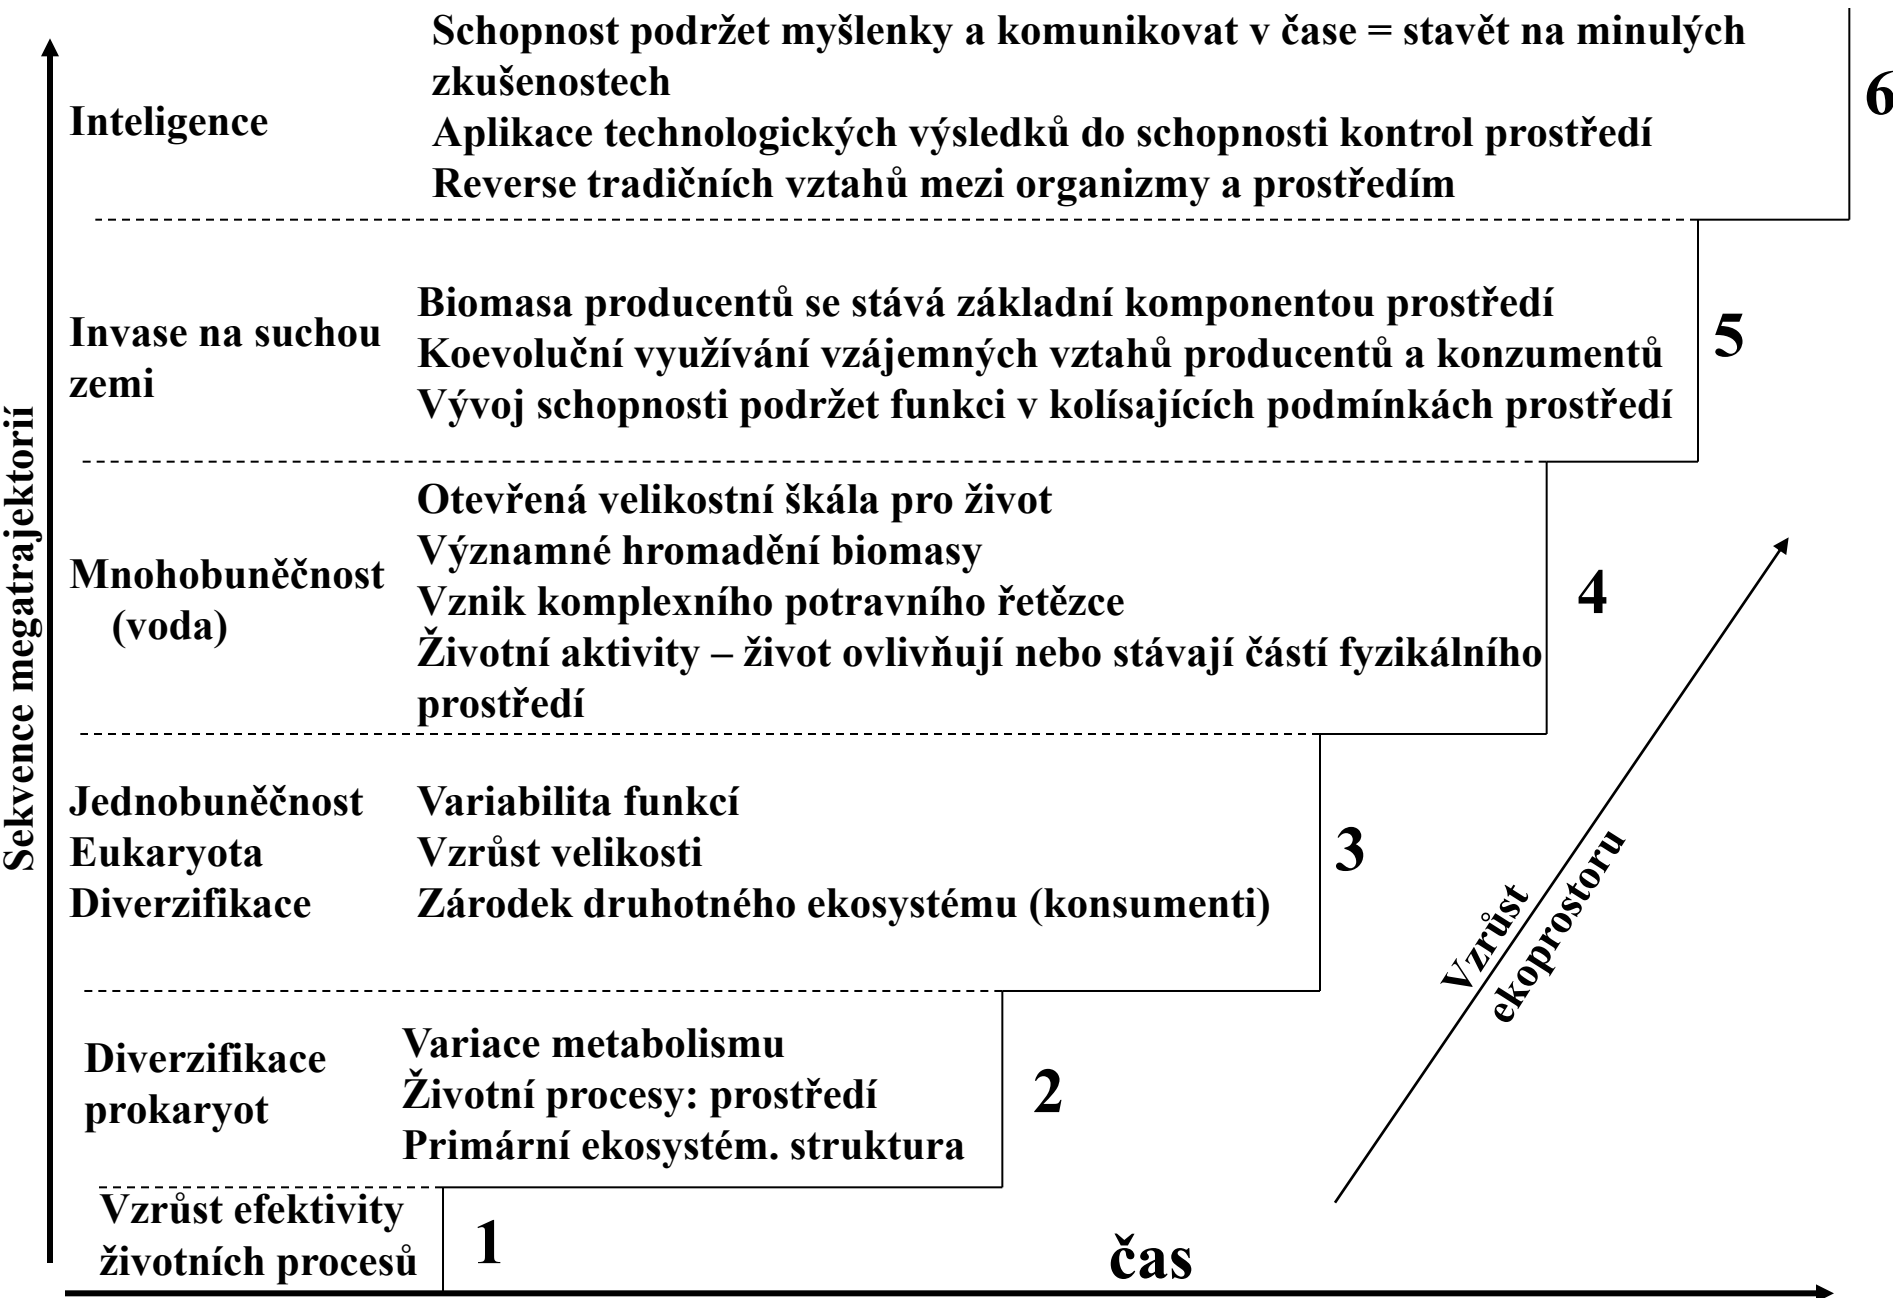 Schopnost podržet myšlenky a komunikovat v čase = stavět na minulých
zkušenostech
Inteligence
Aplikace technologických výsledků do schopnosti kontrol prostředí
Reverse tradičních vztahů mezi organizmy a prostředím
6
Invase na suchou
zemi
Biomasa producentů se stává základní komponentou prostředí
Koevoluční využívání vzájemných vztahů producentů a konzumentů
Vývoj schopnosti podržet funkci v kolísajících podmínkách prostředí
5
Mnohobuněčnost
(voda)
Otevřená velikostní škála pro život
Významné hromadění biomasy
Vznik komplexního potravního řetězce
Životní aktivity – život ovlivňují nebo stávají částí fyzikálního
prostředí
4
Sekvence megatrajektorií
Jednobuněčnost
Eukaryota
Diverzifikace
Variabilita funkcí
Vzrůst velikosti
Zárodek druhotného ekosystému (konsumenti)
3
Vzrůst
ekoprostoru
Diverzifikace
prokaryot
Variace metabolismu
Životní procesy: prostředí
Primární ekosystém. struktura
2
Vzrůst efektivity
životních procesů
1
čas